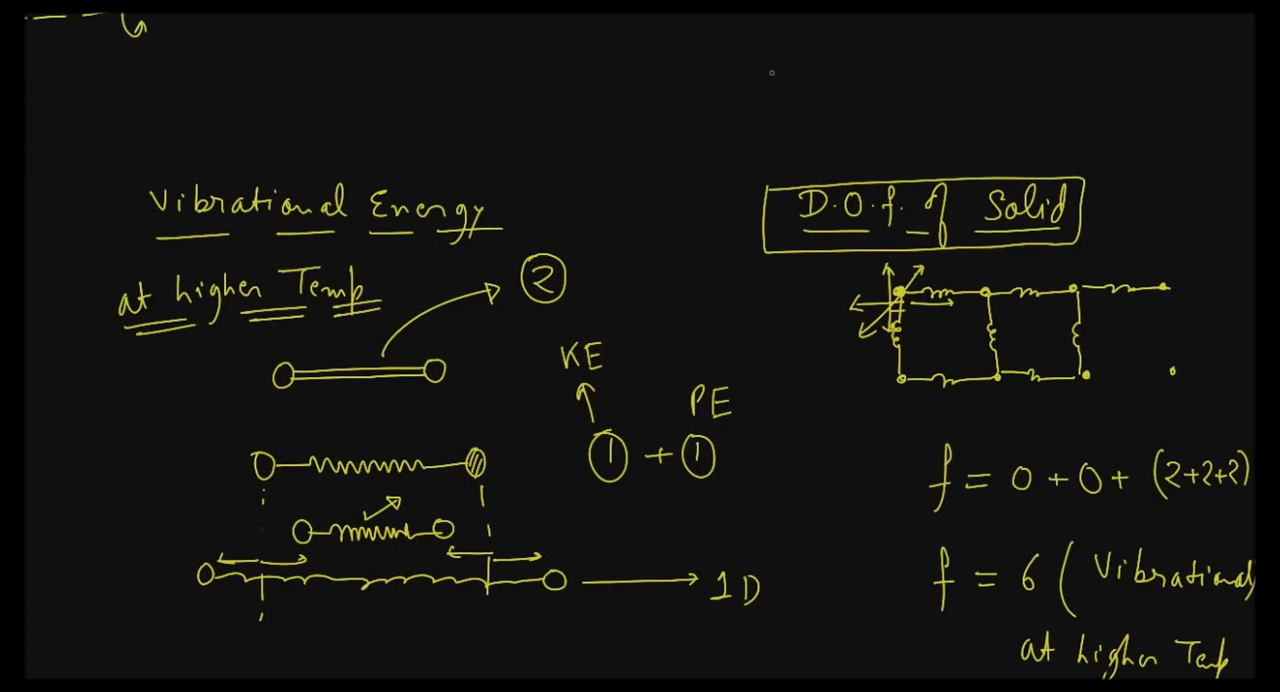 Vibrational Energy
at higher Temp
2
KE
PE
1 + 1
1D
D.O.f. of Solid
f = 0 + 0 + (2+2+2)
f = 6 ( Vibrational
at higher Temp